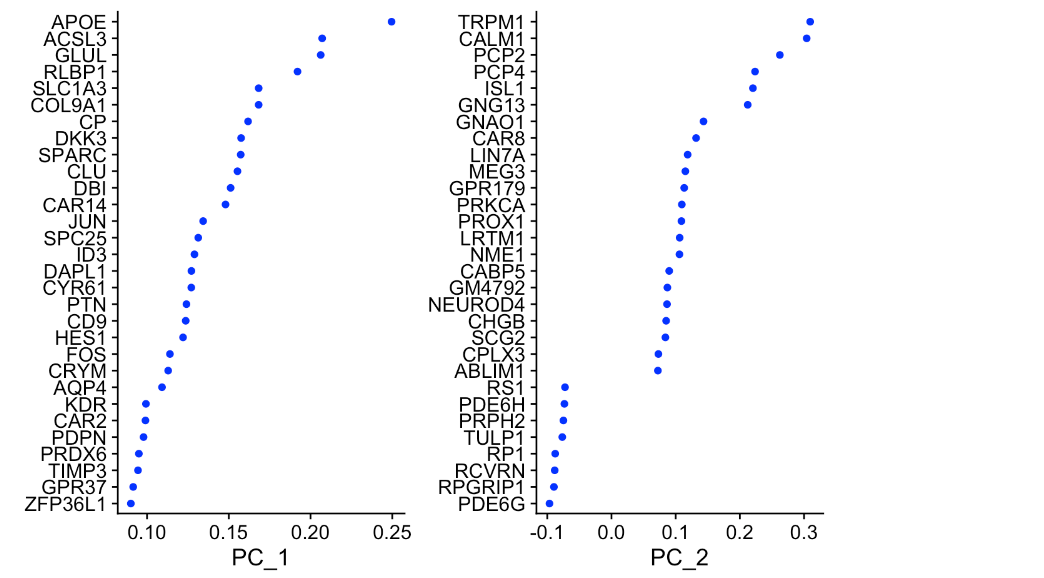 APOE
ACSL3
GLUL
RLBP1
SLC1A3
COL9A1
CP
DKK3
SPARC
CLU
DBI
CAR14
JUN
SPC25
ID3
DAPL1
CYR61
PTN
CD9
HES1
FOS
CRYM
AQP4
KDR
CAR2
PDPN
PRDX6
TIMP3
GPR37
ZFP36L1
0.10 0.15 0.20 0.25
PC_1
TRPM1
CALM1
PCP2
PCP4
ISL1
GNG13
GNAO1
CAR8
LIN7A
MEG3
GPR179
PRKCA
PROX1
LRTM1
NME1
CABP5
GM4792
NEUROD4
CHGB
SCG2
CPLX3
ABLIM1
RS1
PDE6H
PRPH2
TULP1
RP1
RCVRN
RPGRIP1
PDE6G
-0.1 0.0 0.1 0.2 0.3
PC_2